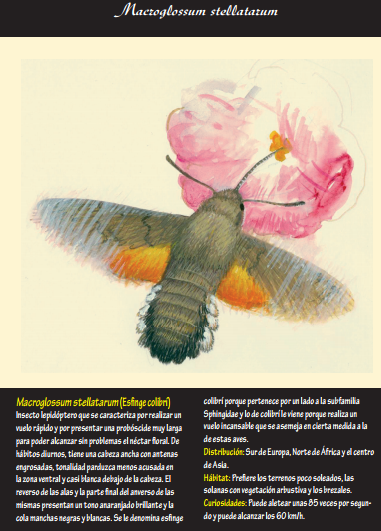 Macroglossum stellatarum
Macroglossum stellatarum (Esfinge colibrí)
Insecto lepidóptero que se caracteriza por realizar un
vuelo rápido y por presentar una probóscide muy larga
para poder alcanzar sin problemas el néctar floral. De
hábitos diurnos, tiene una cabeza ancha con antenas
engrosadas, tonalidad parduzca menos acusada en
la zona ventral y casi blanca debajo de la cabeza. El
reverso de las alas y la parte final del anverso de las
mismas presentan un tono anaranjado brillante y la
cola manchas negras y blancas. Se le denomina esfinge
colibrí porque pertenece por un lado a la subfamilia
Sphingidae y lo de colibrí le viene porque realiza un
vuelo incansable que se asemeja en cierta medida a la
de estas aves.
Distribución: Sur de Europa, Norte de África y el centro
de Asia.
Hábitat: Prefiere los terrenos poco soleados, las
solanas con vegetación arbustiva y los brezales.
Curiosidades: Puede aletear unas 85 veces por segun-
do y puede alcanzar los 60 km/h.